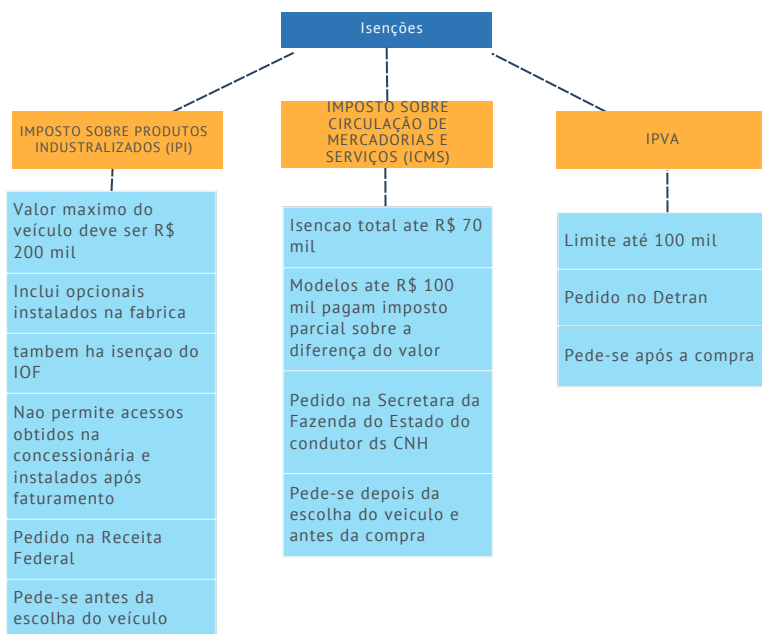 Isenções
IMPOSTO SOBRE PRODUTOS
INDUSTRALIZADOS (IPI)
Valor maximo do
veículo deve ser R$
200 mil
Inclui opcionais
instalados na fabrica
tambem ha isençao do
IOF
Nao permite acessos
obtidos na
concessionária e
instalados após
faturamento
Pedido na Receita
Federal
Pede-se antes da
escolha do veículo
IMPOSTO SOBRE
CIRCULAÇÃO DE
MERCADORIAS E
SERVIÇOS (ICMS)
Isencao total ate R$ 70
mil
Modelos ate R$ 100
mil pagam imposto
parcial sobre a
diferença do valor
Pedido na Secretara da
Fazenda do Estado do
condutor ds CNH
Pede-se depois da
escolha do veiculo e
antes da compra
IPVA
Limite até 100 mil
Pedido no Detran
Pede-se após a compra